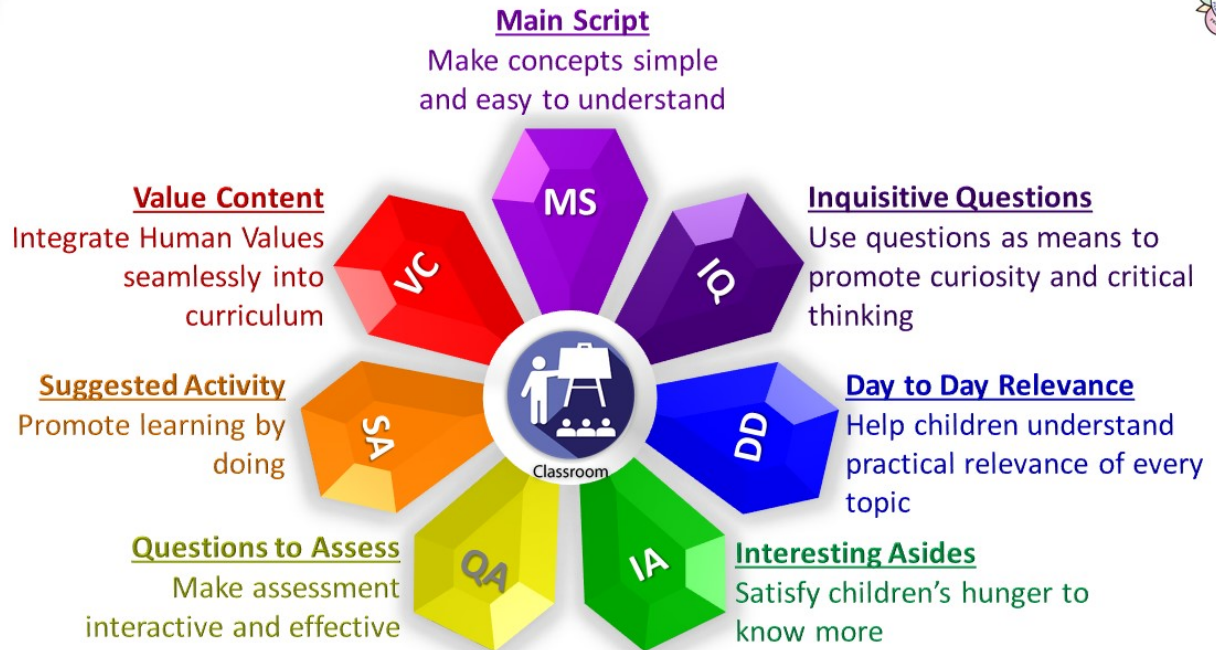 Main Script
Make concepts simple
and easy to understand
MS
Inquisitive Questions
Use questions as means to
promote curiosity and critical
thinking
IQ
Day to Day Relevance
Help children understand
practical relevance of every
topic
DD
Interesting Asides
Satisfy children’s hunger to
know more
IA
Questions to Assess
Make assessment
interactive and effective
QA
Suggested Activity
Promote learning by
doing
SA
Value Content
Integrate Human Values
seamlessly into
curriculum
VC
Classroom